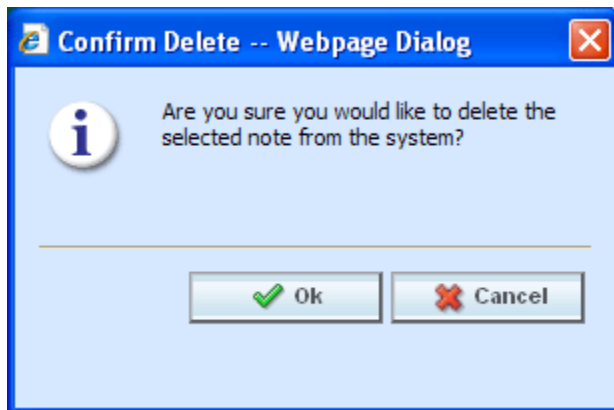 Confirm Delete -- Webpage Dialog
Are you sure you would like to delete the
selected note from the system?
Ok
Cancel